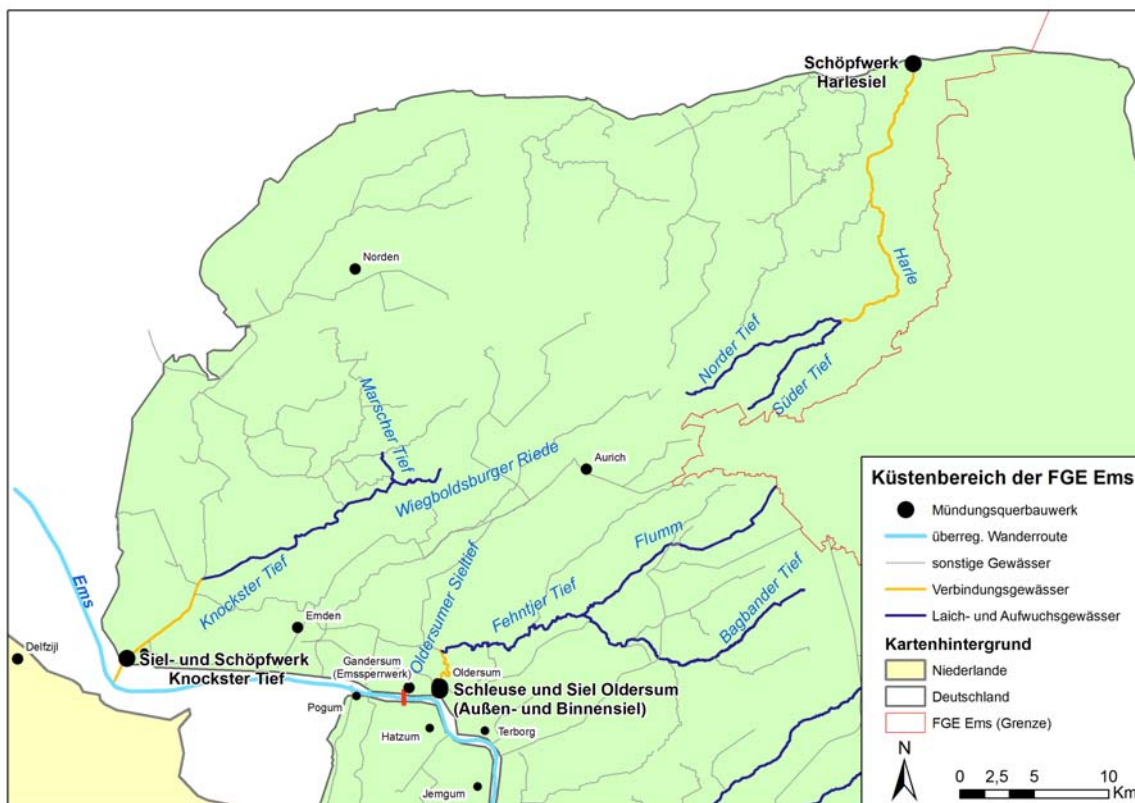 Schöpfwerk
Harlesiel
Norden
Harle
Norder Tief
Süder Tief
Marscher Tief
Wiegboldsburger Riede
Aurich
Flumm
Ems
Knockster Tief
Oldersumer Sieltief
Fehntjer Tief
Bagbander Tief
Emden
Delfzijl
Siel- und Schöpfwerk
Knockster Tief
Gandersum
(Emssperrwerk)
Oldersum
Schleuse und Siel Oldersum
(Außen- und Binnensiel)
Pogum
Hatzum
Terborg
Jemgum
Küstenbereich der FGE Ems
Mündungsquerbauwerk
überreg. Wanderroute
sonstige Gewässer
Verbindungsgewässer
Laich- und Aufwuchsgewässer
Kartenhintergrund
Niederlande
Deutschland
FGE Ems (Grenze)
N
0 2,5 5 10
Km